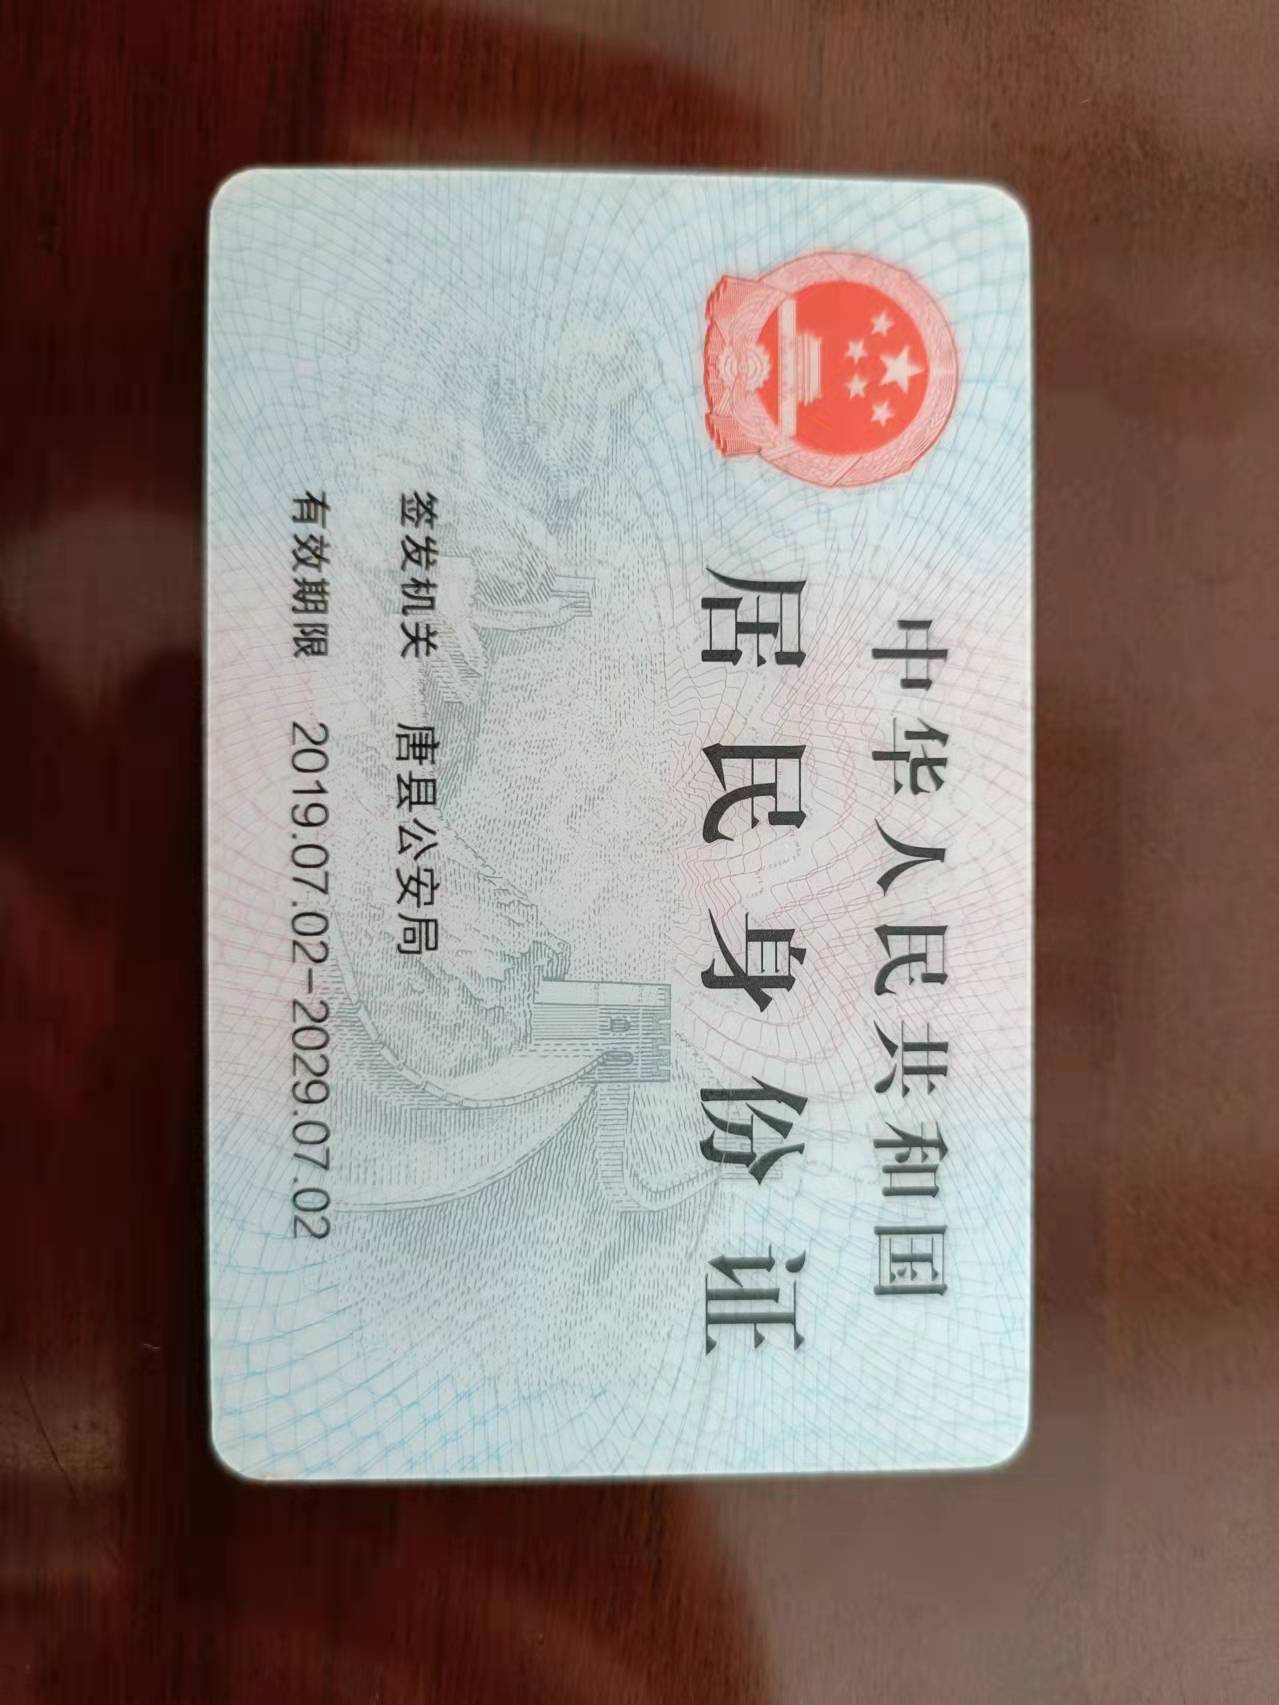 中华人民共和国
居民身份证
签发机关 唐县公安局
有效期限 2019.07.02-2029.07.02